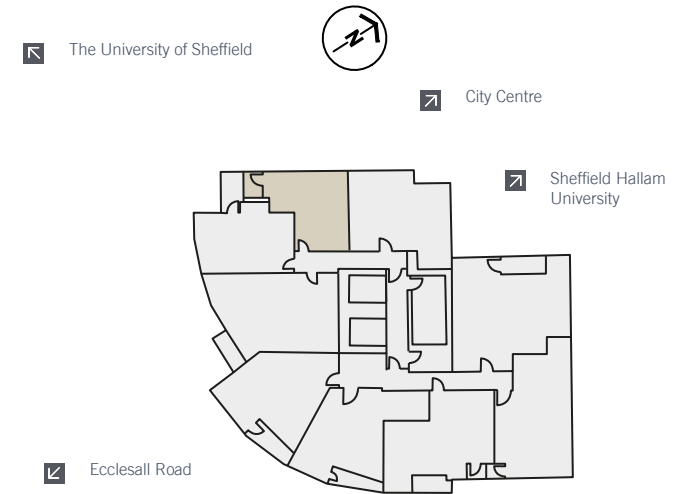 N
The University of Sheffield
City Centre
Sheffield Hallam
University
Ecclesall Road